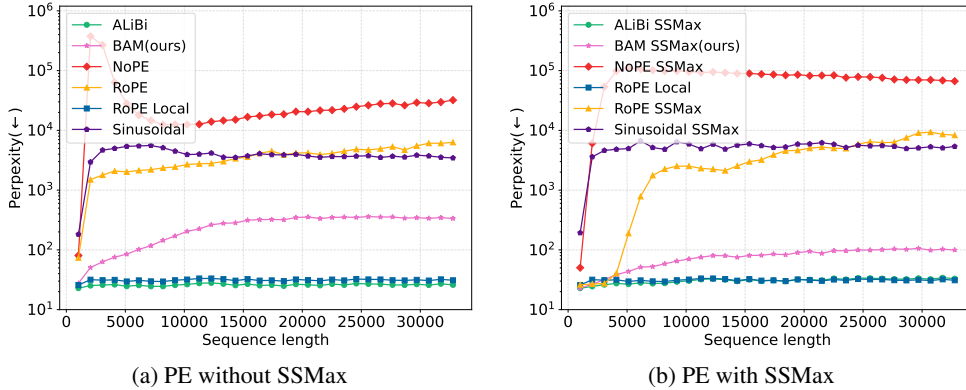 10^6
10^5
10^4
10^3
10^2
10^1
Perpexity(←)
ALiBi
BAM(ours)
NoPE
RoPE
RoPE Local
Sinusoidal
0 5000 10000 15000 20000 25000 30000
Sequence length
(a) PE without SSMax
10^6
10^5
10^4
10^3
10^2
10^1
Perpexity(←)
ALiBi SSMax
BAM SSMax(ours)
NoPE SSMax
RoPE Local
RoPE SSMax
Sinusoidal SSMax
0 5000 10000 15000 20000 25000 30000
Sequence length
(b) PE with SSMax